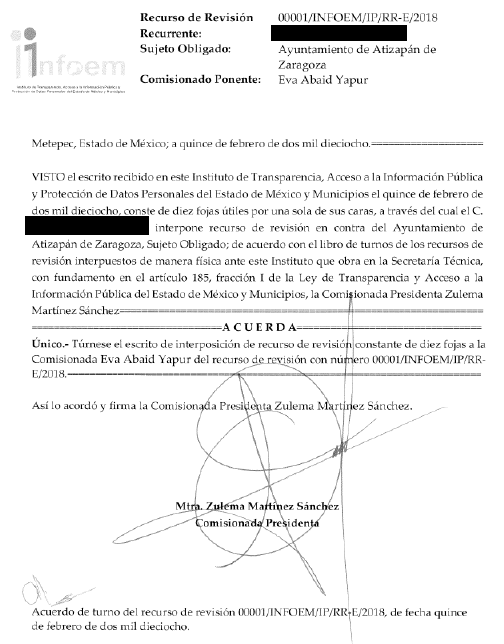 Recurso de Revisión 00001/INFOEM/IP/RR-E/2018
Recurrente:
Sujeto Obligado: Ayuntamiento de Atizapán de
Zaragoza
Comisionado Ponente: Eva Abaid Yapur
infoem
Instituto de Transparencia, Acceso a la Información Pública y
Protección de Datos Personales del Estado de México y Municipios
Metepec, Estado de México; a quince de febrero de dos mil dieciocho.
VISTO el escrito recibido en este Instituto de Transparencia, Acceso a la Información Pública
y Protección de Datos Personales del Estado de México y Municipios el quince de febrero de
dos mil dieciocho, conste de diez fojas útiles por una sola de sus caras, a través del cual el C.
interpone recurso de revisión en contra del Ayuntamiento de
Atizapán de Zaragoza, Sujeto Obligado; de acuerdo con el libro de turnos de los recursos de
revisión interpuestos de manera física ante este Instituto que obra en la Secretaría Técnica,
con fundamento en el artículo 185, fracción I de la Ley de Transparencia y Acceso a la
Información Pública del Estado de México y Municipios, la Comisionada Presidenta Zulema
Martínez Sánchez
A C U E R D A
Único.- Túrnese el escrito de interposición de recurso de revisión constante de diez fojas a la
Comisionada Eva Abaid Yapur del recurso de revisión con número 00001/INFOEM/IP/RR-
E/2018.
Así lo acordó y firma la Comisionada Presidenta Zulema Martínez Sánchez.
Mtra. Zulema Martínez Sánchez
Comisionada Presidenta
Acuerdo de turno del recurso de revisión 00001/INFOEM/IP/RR-E/2018, de fecha quince
de febrero de dos mil dieciocho.